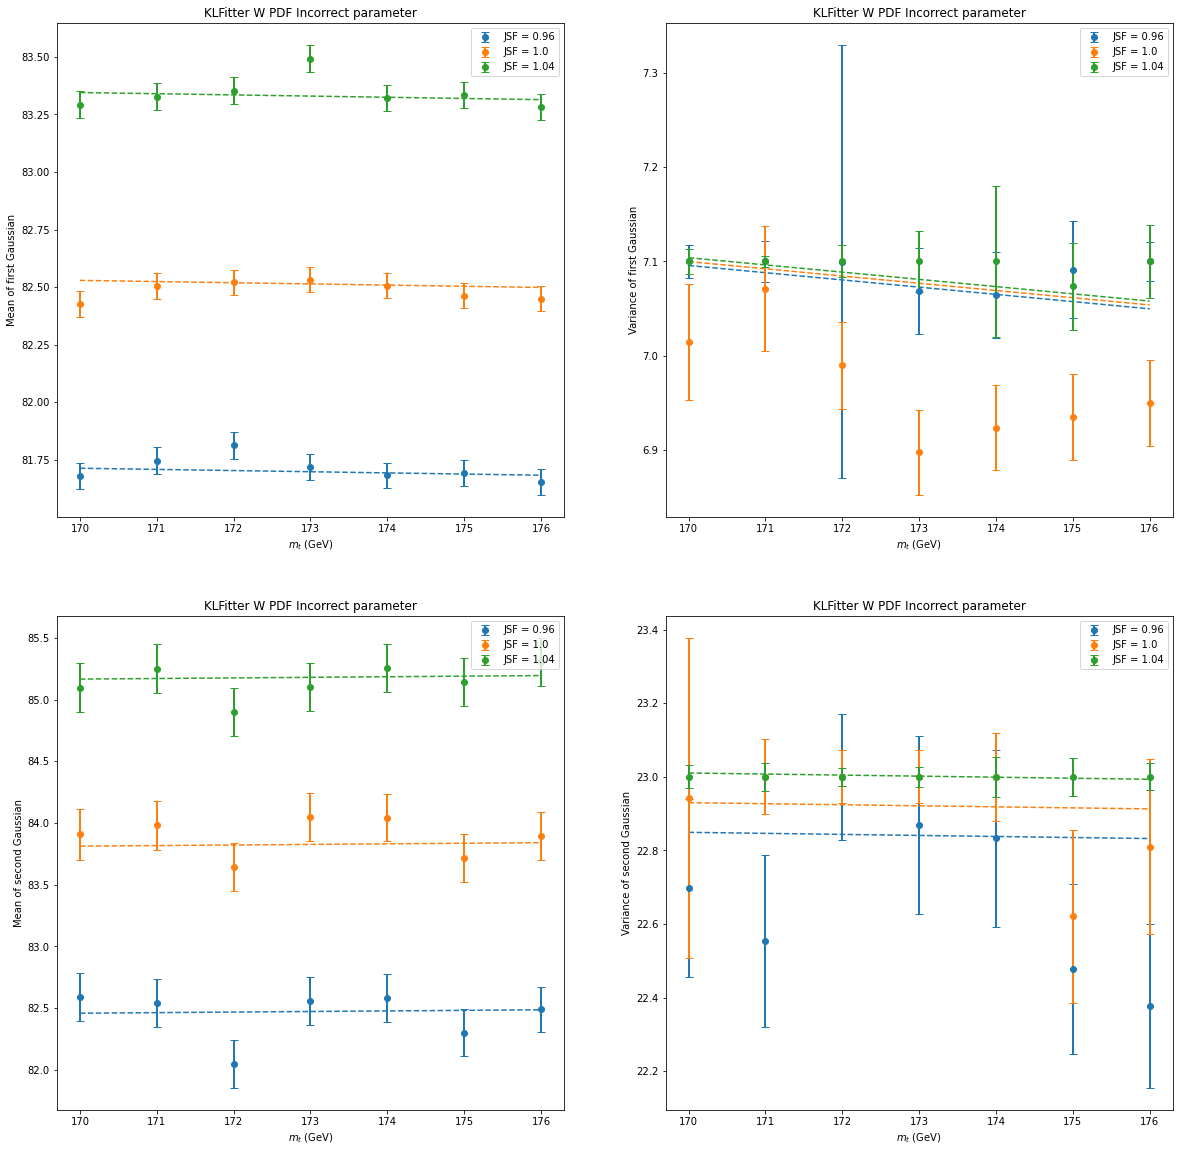 KLFitter W PDF Incorrect parameter
JSF = 0.96
JSF = 1.0
JSF = 1.04
Mean of first Gaussian
83.50
83.25
83.00
82.75
82.50
82.25
82.00
81.75
170 171 172 173 174 175 176
m_t (GeV)
KLFitter W PDF Incorrect parameter
JSF = 0.96
JSF = 1.0
JSF = 1.04
Variance of first Gaussian
7.3
7.2
7.1
7.0
6.9
170 171 172 173 174 175 176
m_t (GeV)
KLFitter W PDF Incorrect parameter
JSF = 0.96
JSF = 1.0
JSF = 1.04
Mean of second Gaussian
85.5
85.0
84.5
84.0
83.5
83.0
82.5
82.0
170 171 172 173 174 175 176
m_t (GeV)
KLFitter W PDF Incorrect parameter
JSF = 0.96
JSF = 1.0
JSF = 1.04
Variance of second Gaussian
23.4
23.2
23.0
22.8
22.6
22.4
22.2
170 171 172 173 174 175 176
m_t (GeV)